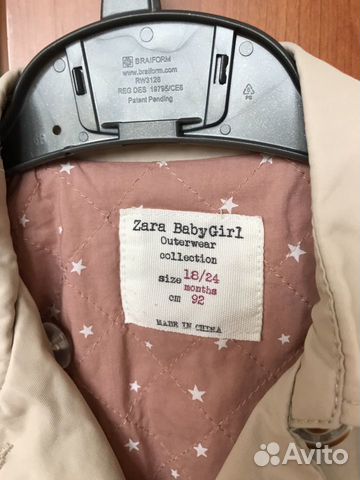 BRAIFORM
www.braiform.com
RW3128
REG DES 19795/CE6
Patent Pending
PS
Zara BabyGirl
Outerwear
collection
size 18/24
months
cm 92
MADE IN CHINA
Avito